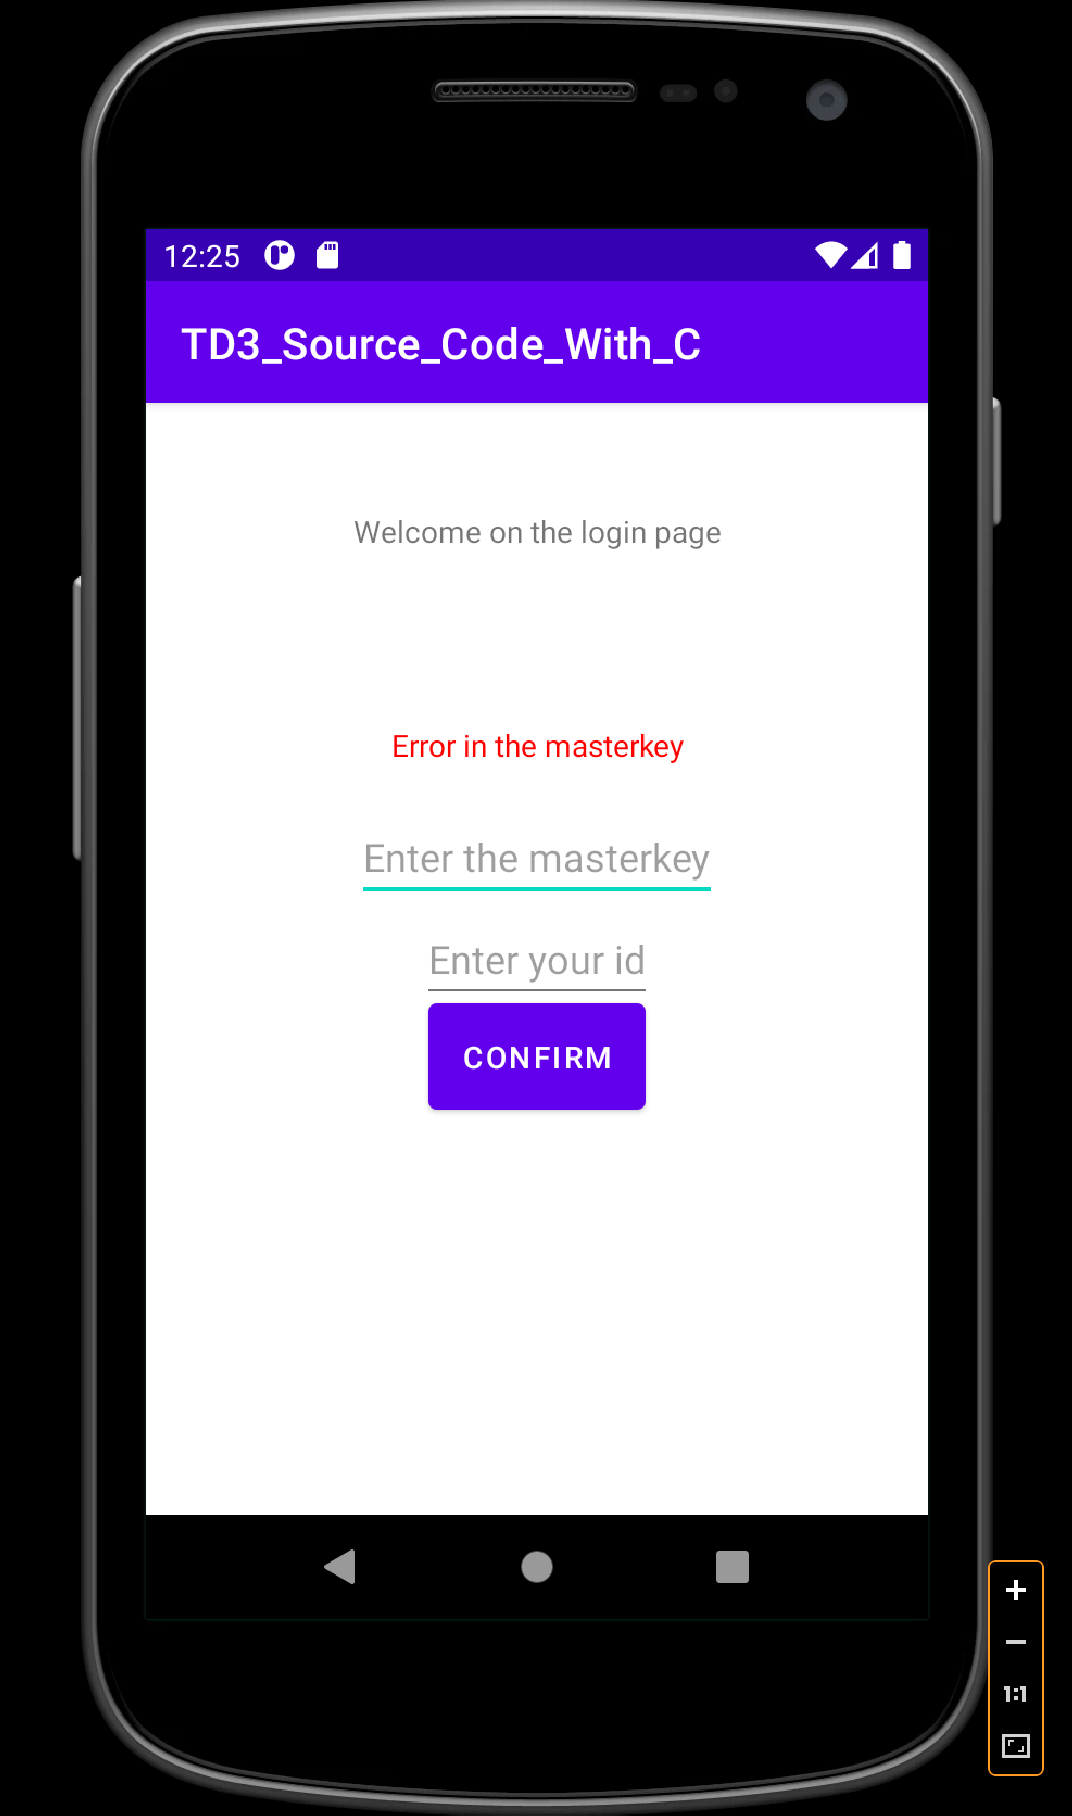 12:25
TD3_Source_Code_With_C
Welcome on the login page
Error in the masterkey
Enter the masterkey
Enter your id
CONFIRM
1:1